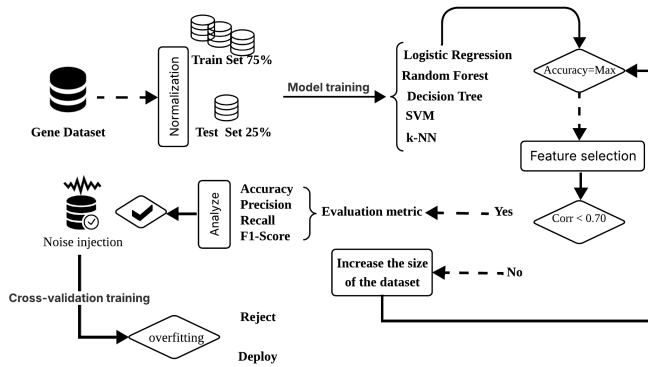 Train Set 75%
Normalization
Gene Dataset
Test Set 25%
Model training
Logistic Regression
Random Forest
Decision Tree
SVM
k-NN
Accuracy=Max
Feature selection
Corr < 0.70
Yes
Evaluation metric
Accuracy
Precision
Recall
F1-Score
Analyze
No
Increase the size
of the dataset
Noise injection
Cross-validation training
overfitting
Reject
Deploy